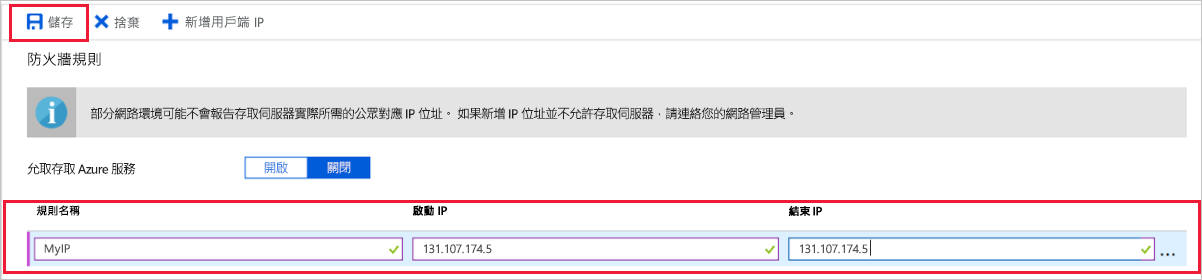 儲存 捨棄 新增用戶端 IP
防火牆規則
部分網路環境可能不會報告存取伺服器實際所需的公眾對應 IP 位址。 如果新增 IP 位址並不允許存取伺服器，請連絡您的網路管理員。
允取存取 Azure 服務 開啟 關閉
規則名稱 啟動 IP 結束 IP
MyIP 131.107.174.5 131.107.174.5 ...